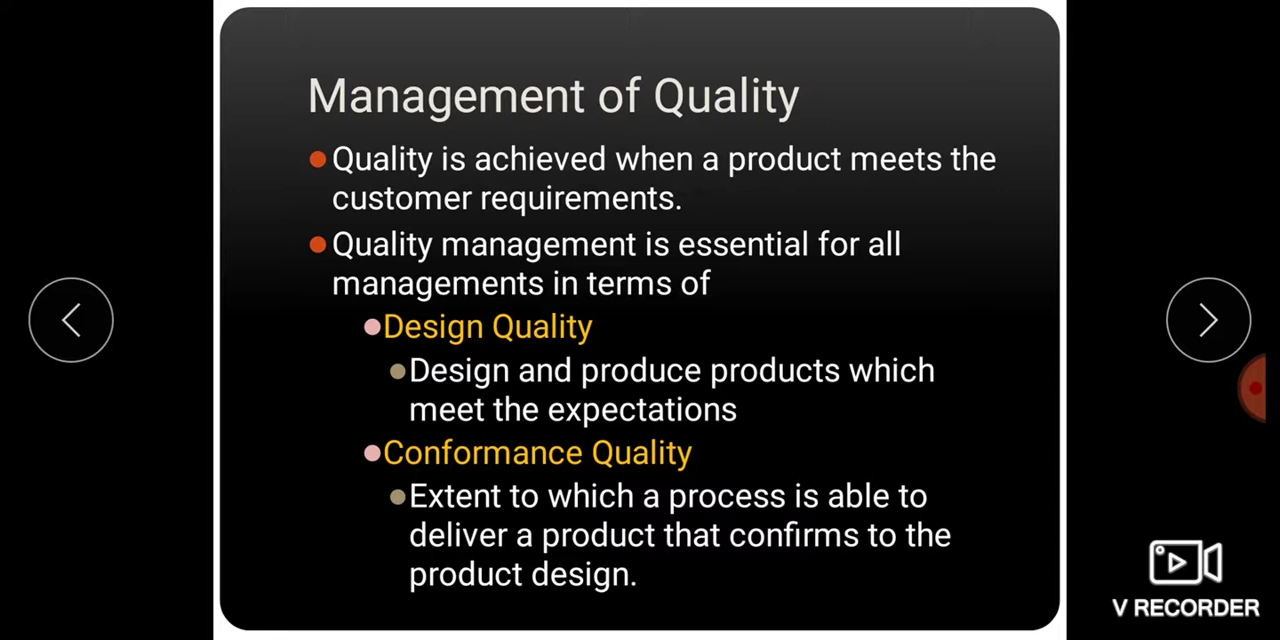 Management of Quality
Quality is achieved when a product meets the
customer requirements.
Quality management is essential for all
managements in terms of
Design Quality
Design and produce products which
meet the expectations
Conformance Quality
Extent to which a process is able to
deliver a product that confirms to the
product design.
V RECORDER